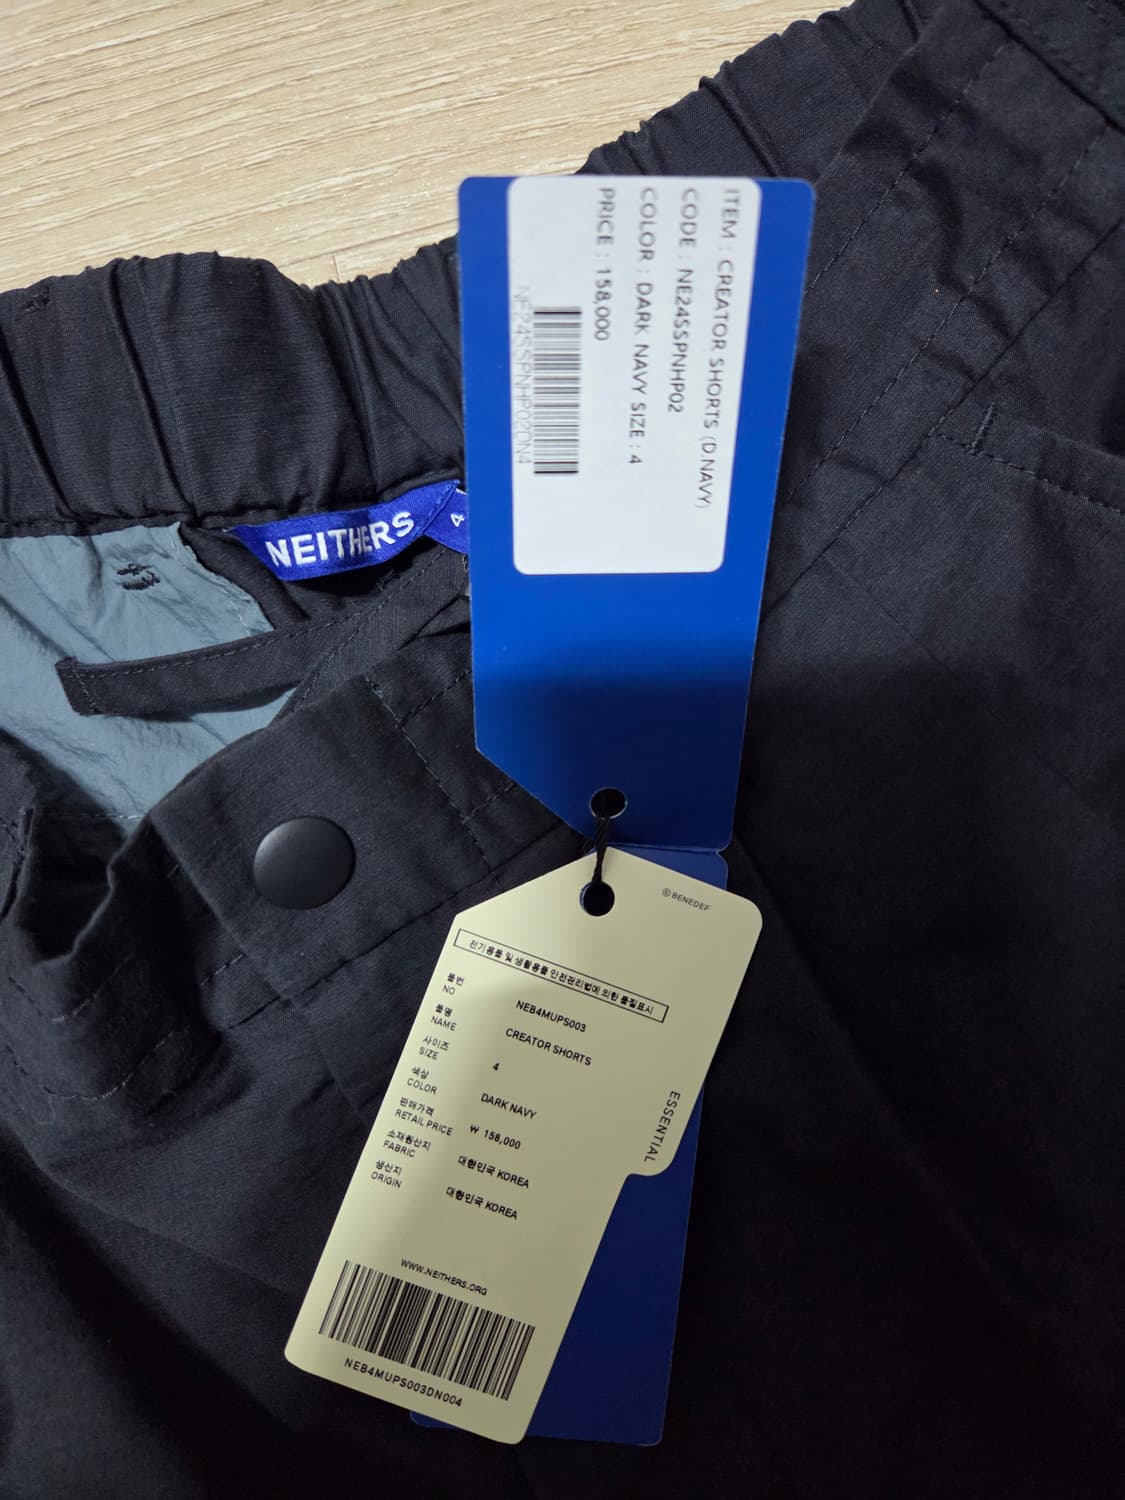 ITEM : CREATOR SHORTS (D.NAVY)
CODE : NE24SSPNHP02
COLOR : DARK NAVY SIZE : 4
PRICE : 158,000
NE24SSPNHP02DN4
NEITHERS
4
© BENEDEF
전기용품 및 생활용품 안전관리법에 의한 품질표시
품번
NO
NEB4MUPS003
품명
NAME
CREATOR SHORTS
사이즈
SIZE
4
색상
COLOR
DARK NAVY
판매가격
RETAIL PRICE
₩ 158,000
소재원산지
FABRIC
대한민국 KOREA
생산지
ORIGIN
대한민국 KOREA
ESSENTIAL
WWW.NEITHERS.ORG
NEB4MUPS003DN004